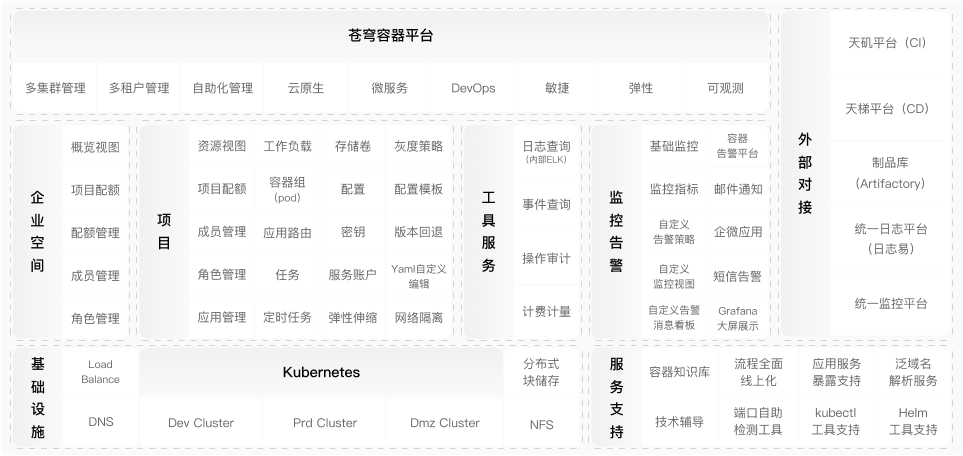 苍穹容器平台
多集群管理
多租户管理
自助化管理
云原生
微服务
DevOps
敏捷
弹性
可观测
企业空间
概览视图
项目配额
配额管理
成员管理
角色管理
项目
资源视图
工作负载
存储卷
灰度策略
项目配额
容器组
（pod）
配置
配置模板
成员管理
应用路由
密钥
版本回退
角色管理
任务
服务账户
Yaml自定义
编辑
应用管理
定时任务
弹性伸缩
网络隔离
工具服务
日志查询
（内部ELK）
事件查询
操作审计
计费计量
监控告警
基础监控
容器
告警平台
监控指标
邮件通知
自定义
告警策略
企微应用
自定义
监控视图
短信告警
自定义告警
消息看板
Grafana
大屏展示
外部对接
天矶平台（CI）
天梯平台（CD）
制品库
（Artifactory）
统一日志平台
（日志易）
统一监控平台
基础设施
Load
Balance
DNS
Kubernetes
Dev Cluster
Prd Cluster
Dmz Cluster
分布式
块储存
NFS
服务支持
容器知识库
流程全面
线上化
应用服务
暴露支持
泛域名
解析服务
技术辅导
端口自助
检测工具
kubectl
工具支持
Helm
工具支持